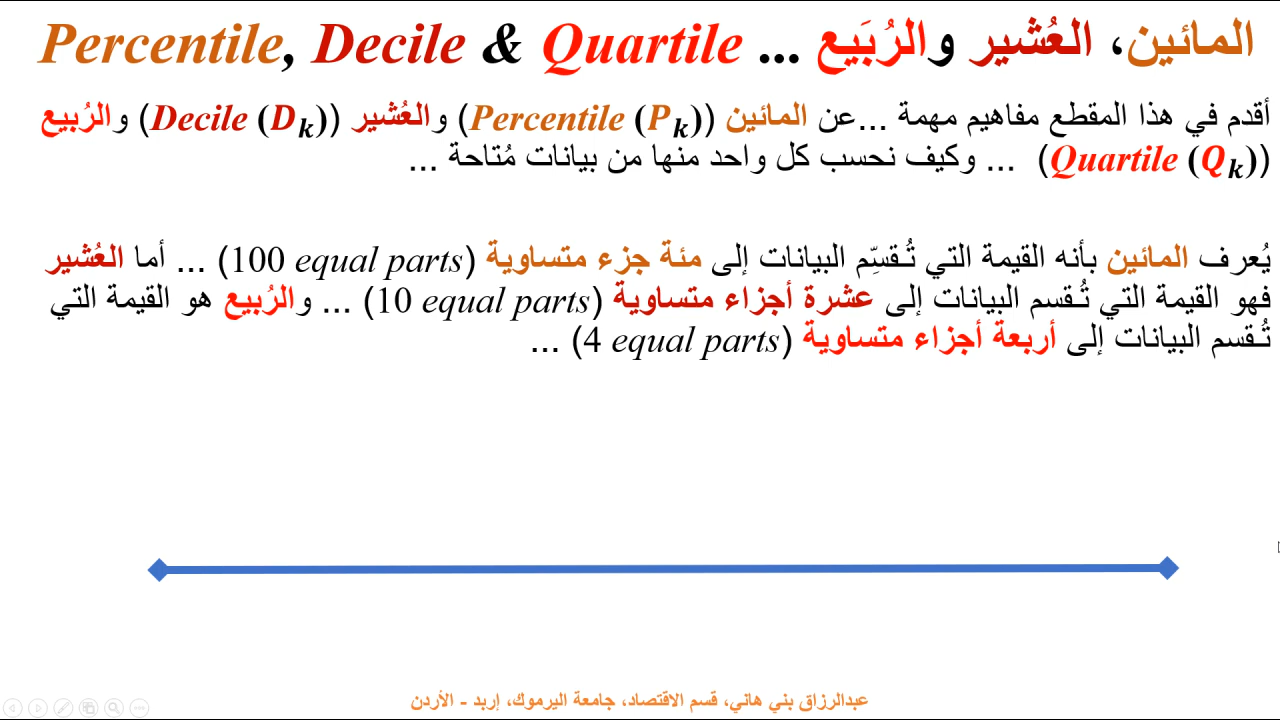 المائين، العُشير والرُبَيع ... Percentile, Decile & Quartile
أقدم في هذا المقطع مفاهيم مهمة ...عن المائين (Percentile (P_k)) والعُشير (Decile (D_k)) والرُبيع
(Quartile (Q_k)) ... وكيف نحسب كل واحد منها من بيانات مُتاحة ...
يُعرف المائين بأنه القيمة التي تُـقسِّم البيانات إلى مئة جزء متساوية (100 equal parts) ... أما العُشير
فهو القيمة التي تُـقسم البيانات إلى عشرة أجزاء متساوية (10 equal parts) ... والرُبيع هو القيمة التي
تُـقسم البيانات إلى أربعة أجزاء متساوية (4 equal parts) ...
عبدالرزاق بني هاني، قسم الاقتصاد، جامعة اليرموك، إربد - الأردن